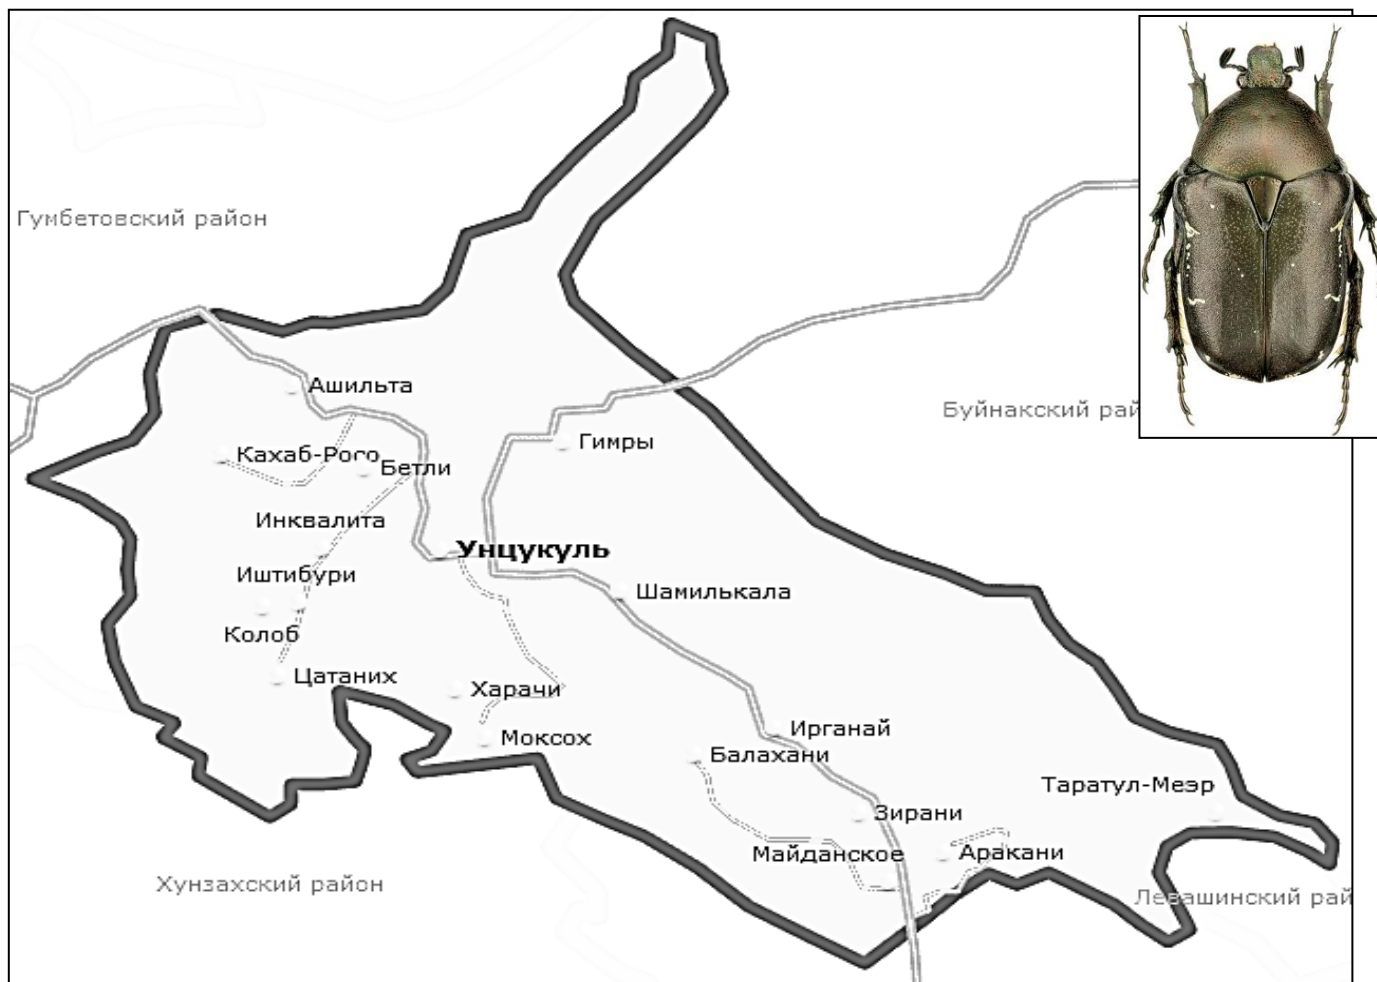 Гумбетовский район
Ашильта
Буйнакский рай
Гимры
Кахаб-Росо
Бетли
Инквалита
Унцукуль
Иштибури
Шамилькала
Колоб
Цатаних
Харачи
Моксох
Ирганай
Балахани
Таратул-Меэр
Зирани
Майданское
Аракани
Хунзахский район
Левашинский рай